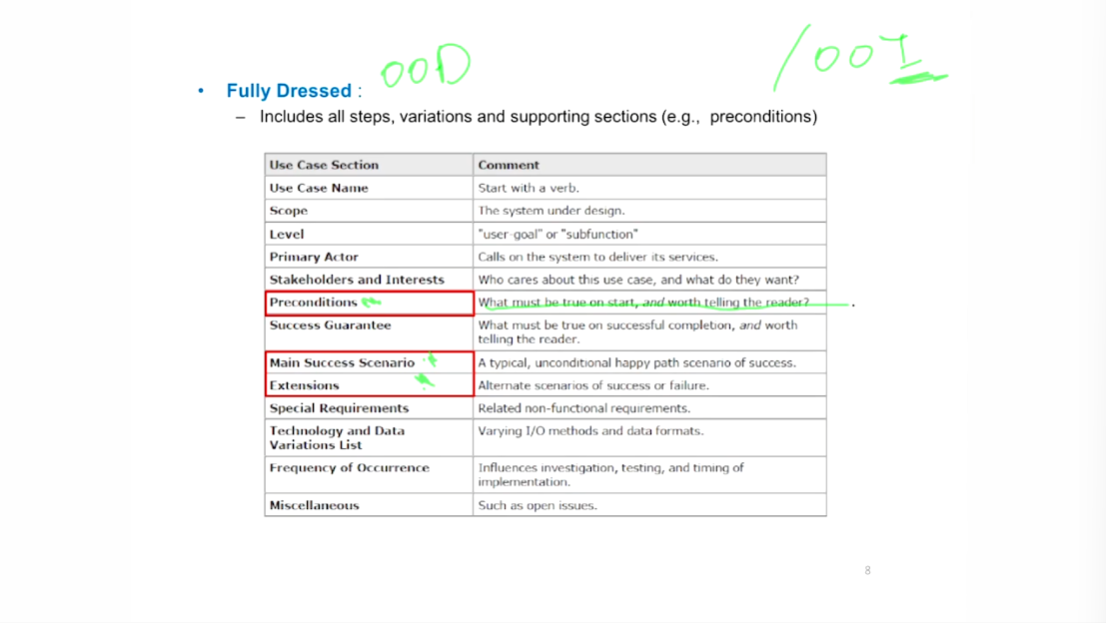 OOD
/OOI
• Fully Dressed :
– Includes all steps, variations and supporting sections (e.g., preconditions)
Use Case Section Comment
Use Case Name Start with a verb.
Scope The system under design.
Level "user-goal" or "subfunction"
Primary Actor Calls on the system to deliver its services.
Stakeholders and Interests Who cares about this use case, and what do they want?
Preconditions What must be true on start, and worth telling the reader?
Success Guarantee What must be true on successful completion, and worth
telling the reader.
Main Success Scenario A typical, unconditional happy path scenario of success.
Extensions Alternate scenarios of success or failure.
Special Requirements Related non-functional requirements.
Technology and Data Varying I/O methods and data formats.
Variations List
Frequency of Occurrence Influences investigation, testing, and timing of
implementation.
Miscellaneous Such as open issues.
8